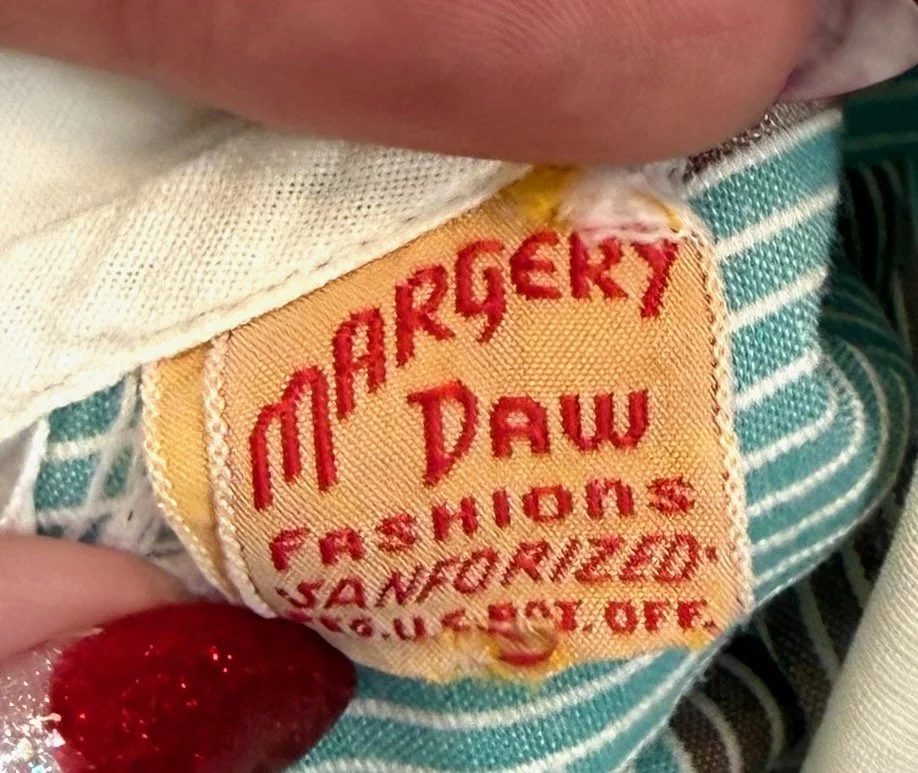 MARGERY
DAW
FASHIONS
·SANFORIZED·
REG. U.S. PAT. OFF.